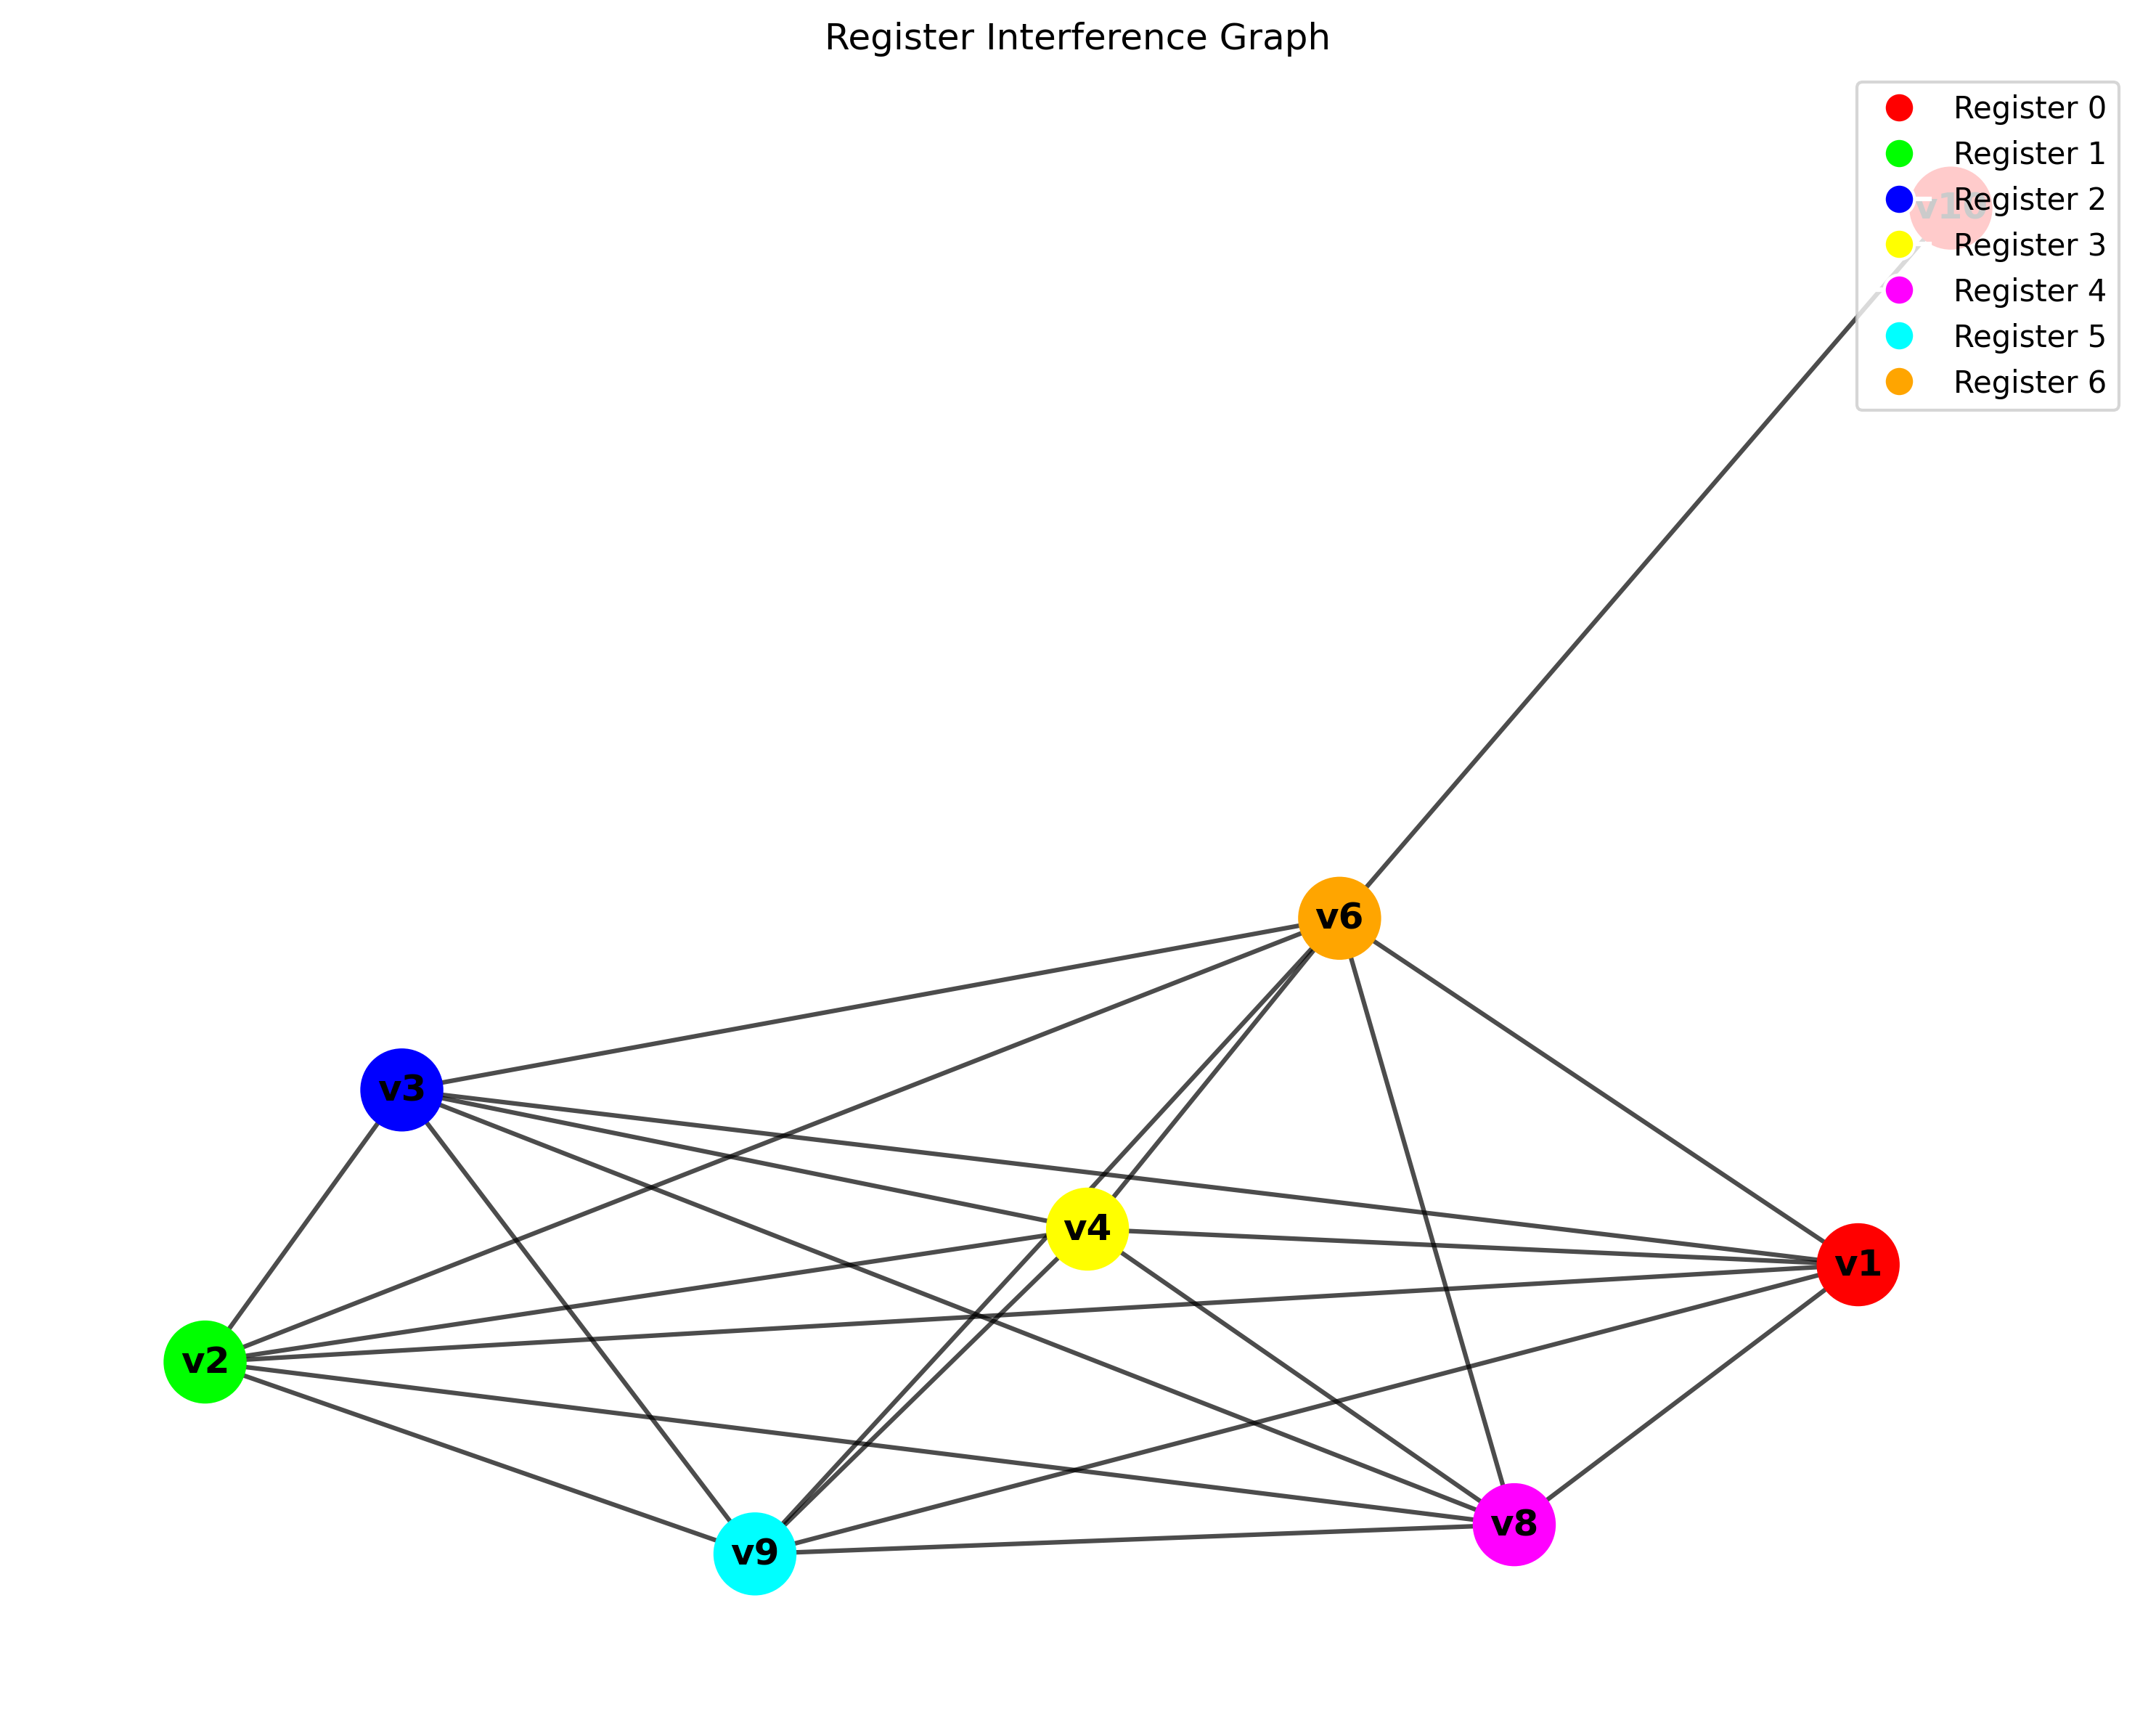 Register Interference Graph
Register 0
Register 1
Register 2
Register 3
Register 4
Register 5
Register 6
v6
v3
v4
v1
v2
v8
v9